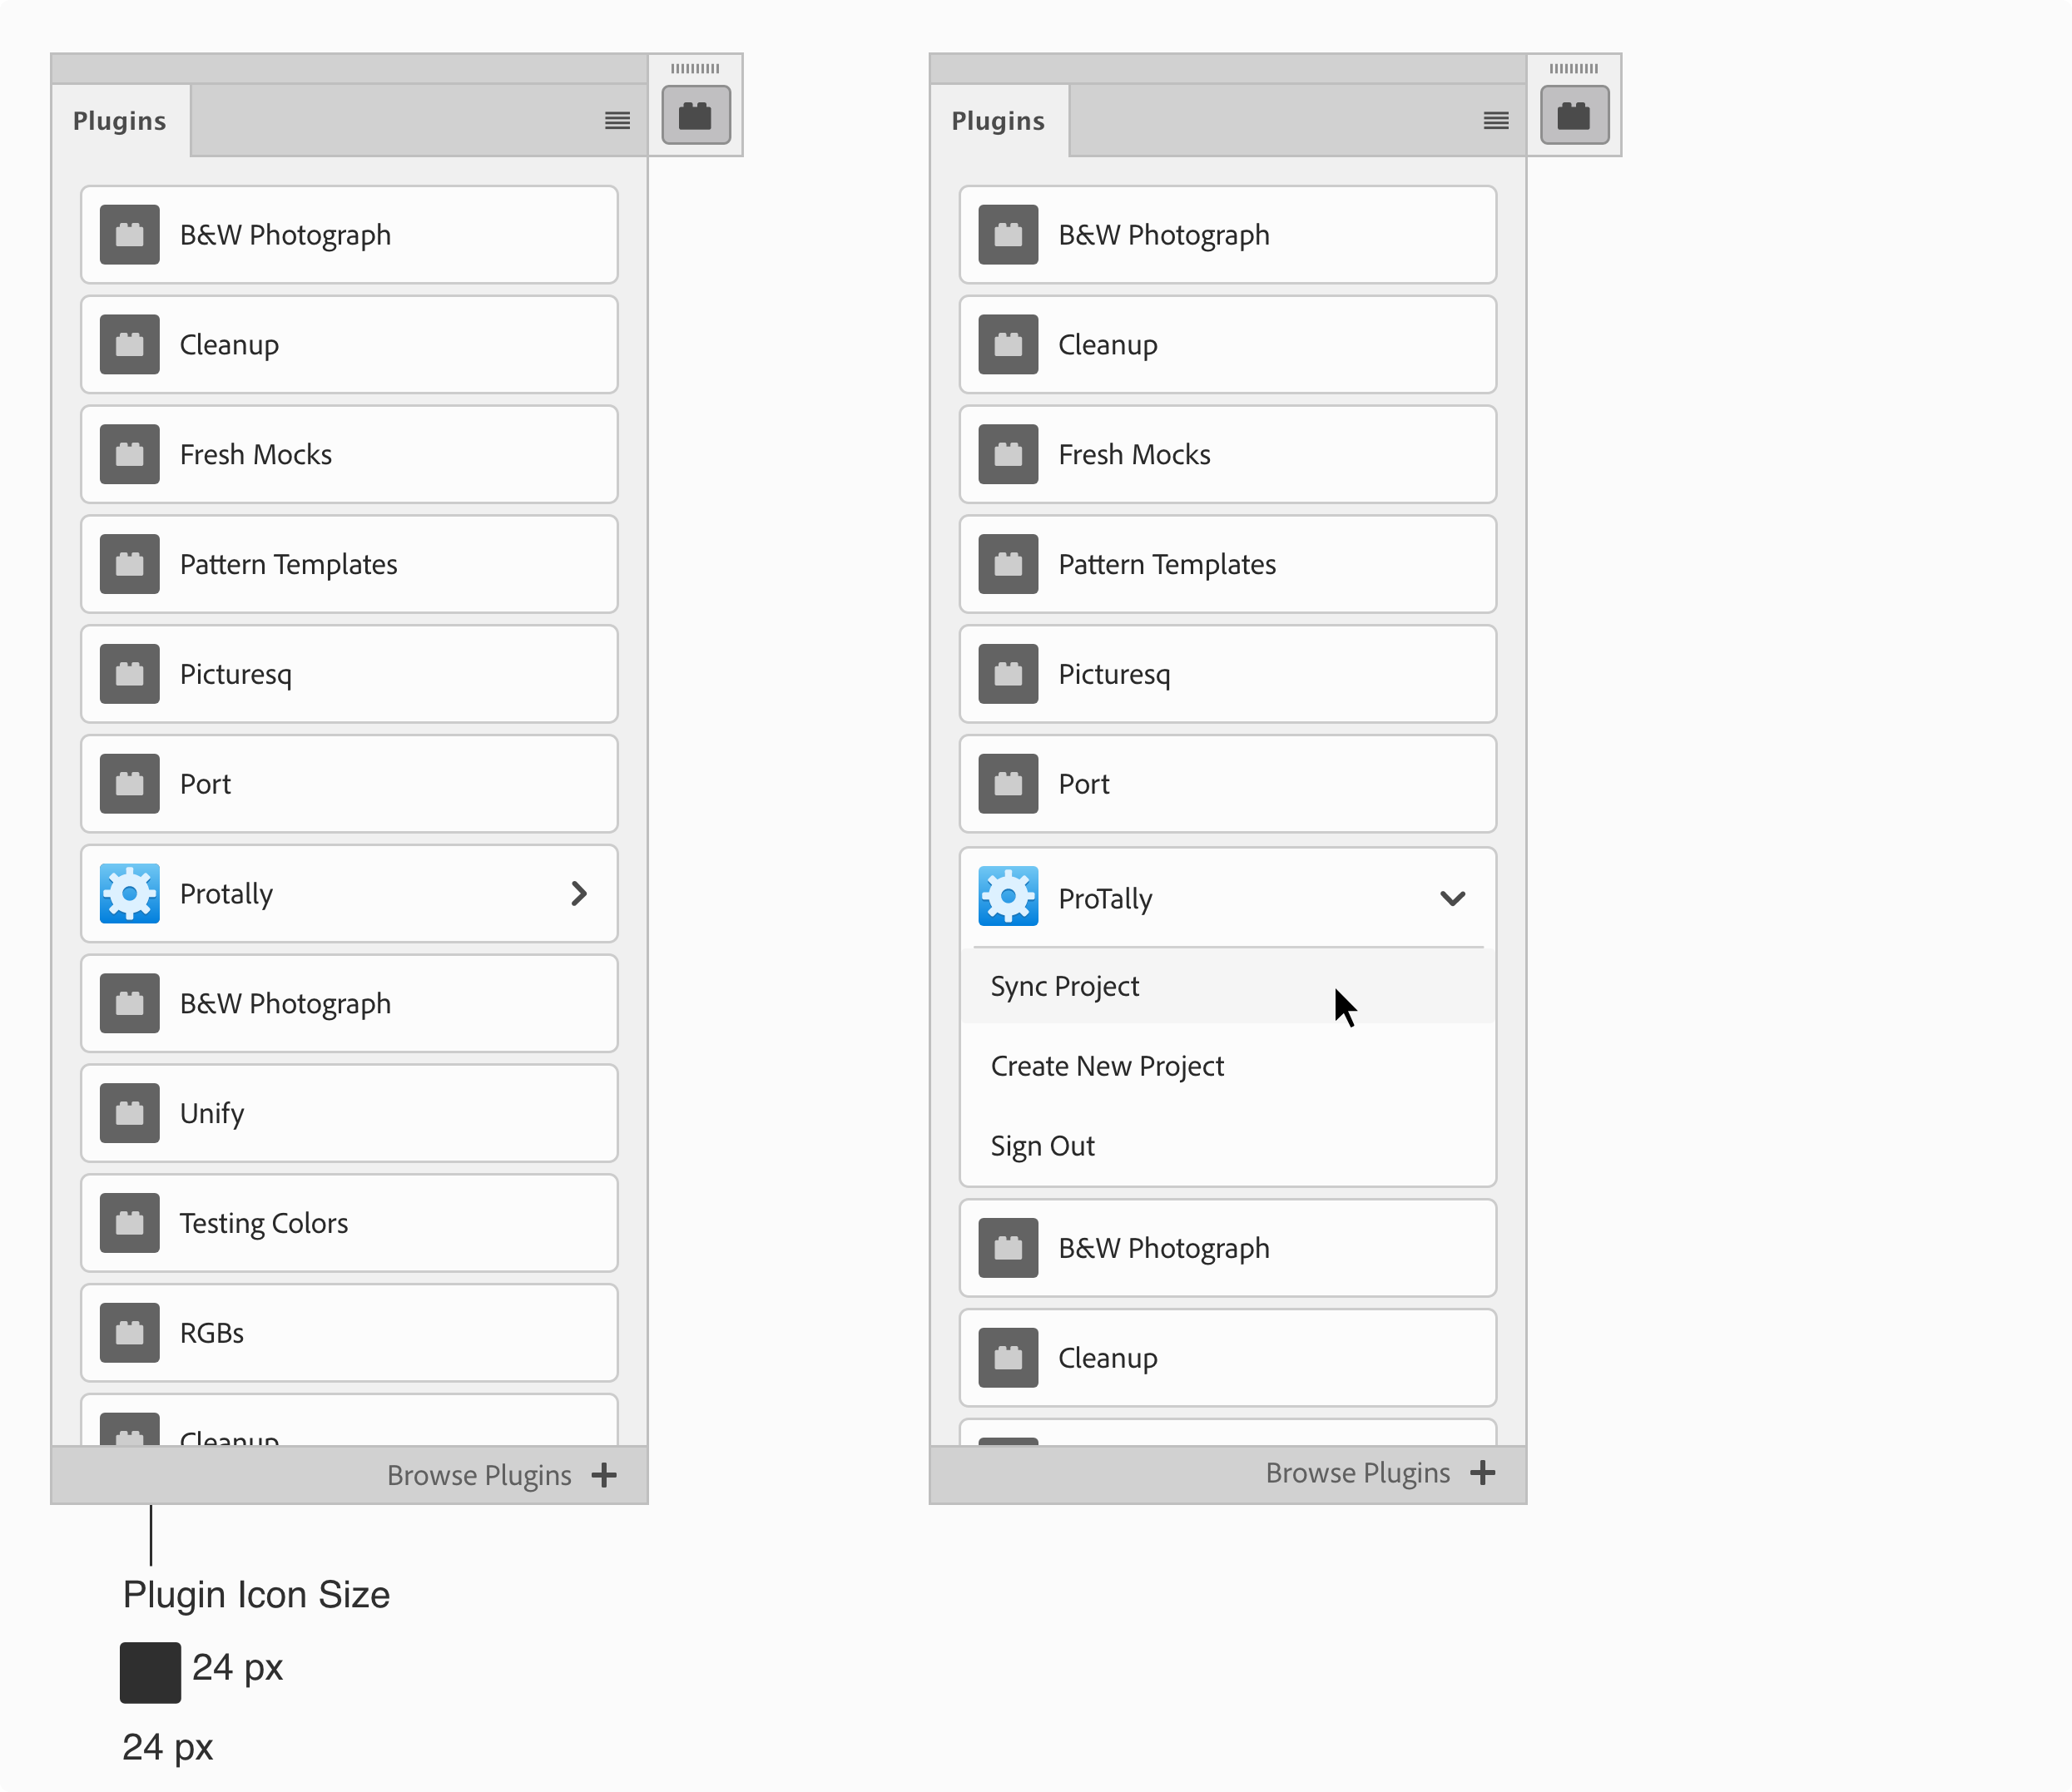 Plugins
B&W Photograph
Cleanup
Fresh Mocks
Pattern Templates
Picturesq
Port
Protally
B&W Photograph
Unify
Testing Colors
RGBs
Cleanup
Browse Plugins
Plugin Icon Size
24 px
24 px
Plugins
B&W Photograph
Cleanup
Fresh Mocks
Pattern Templates
Picturesq
Port
ProTally
Sync Project
Create New Project
Sign Out
B&W Photograph
Cleanup
Browse Plugins